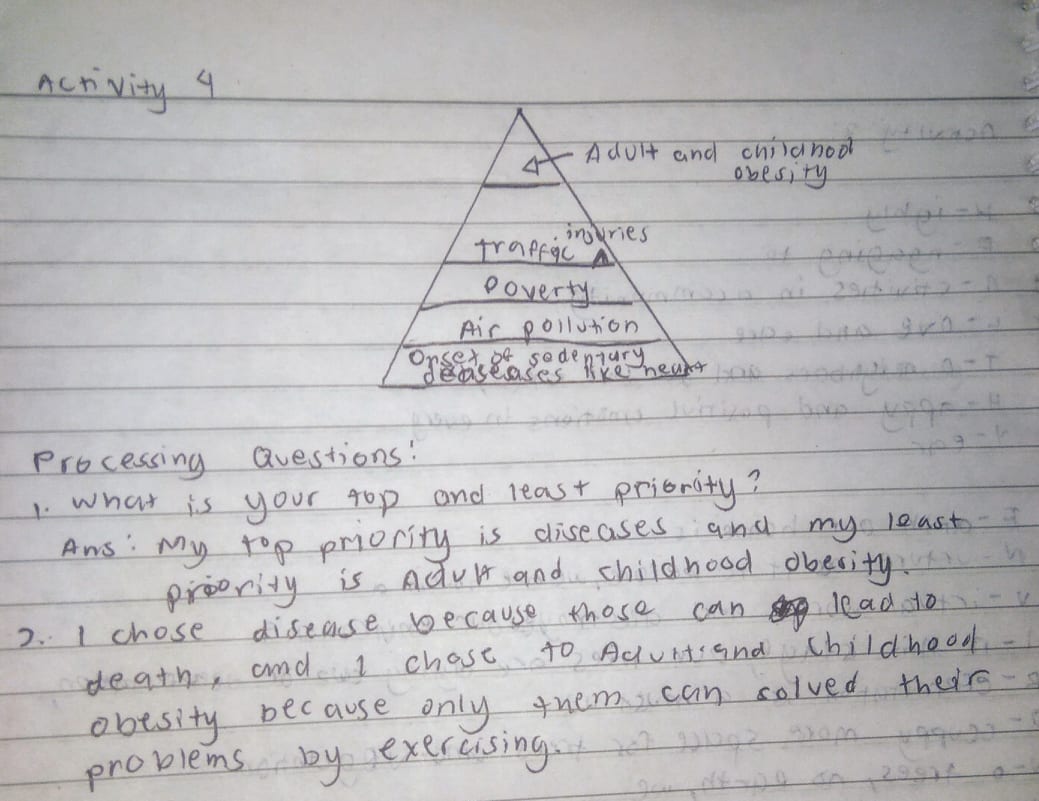 Activity 4
Adult and childhood
obesity
injuries
traffic
Poverty
Air pollution
Onset of sedentary
deaseases like heart
Processing Questions:
1. What is your top and least priority?
Ans: My top priority is diseases and my least
priority is Adult and childhood obesity.
2. I chose disease because those can lead to
death, and I chose to Adult and Childhood
obesity because only them can solved their
problems by exercising.